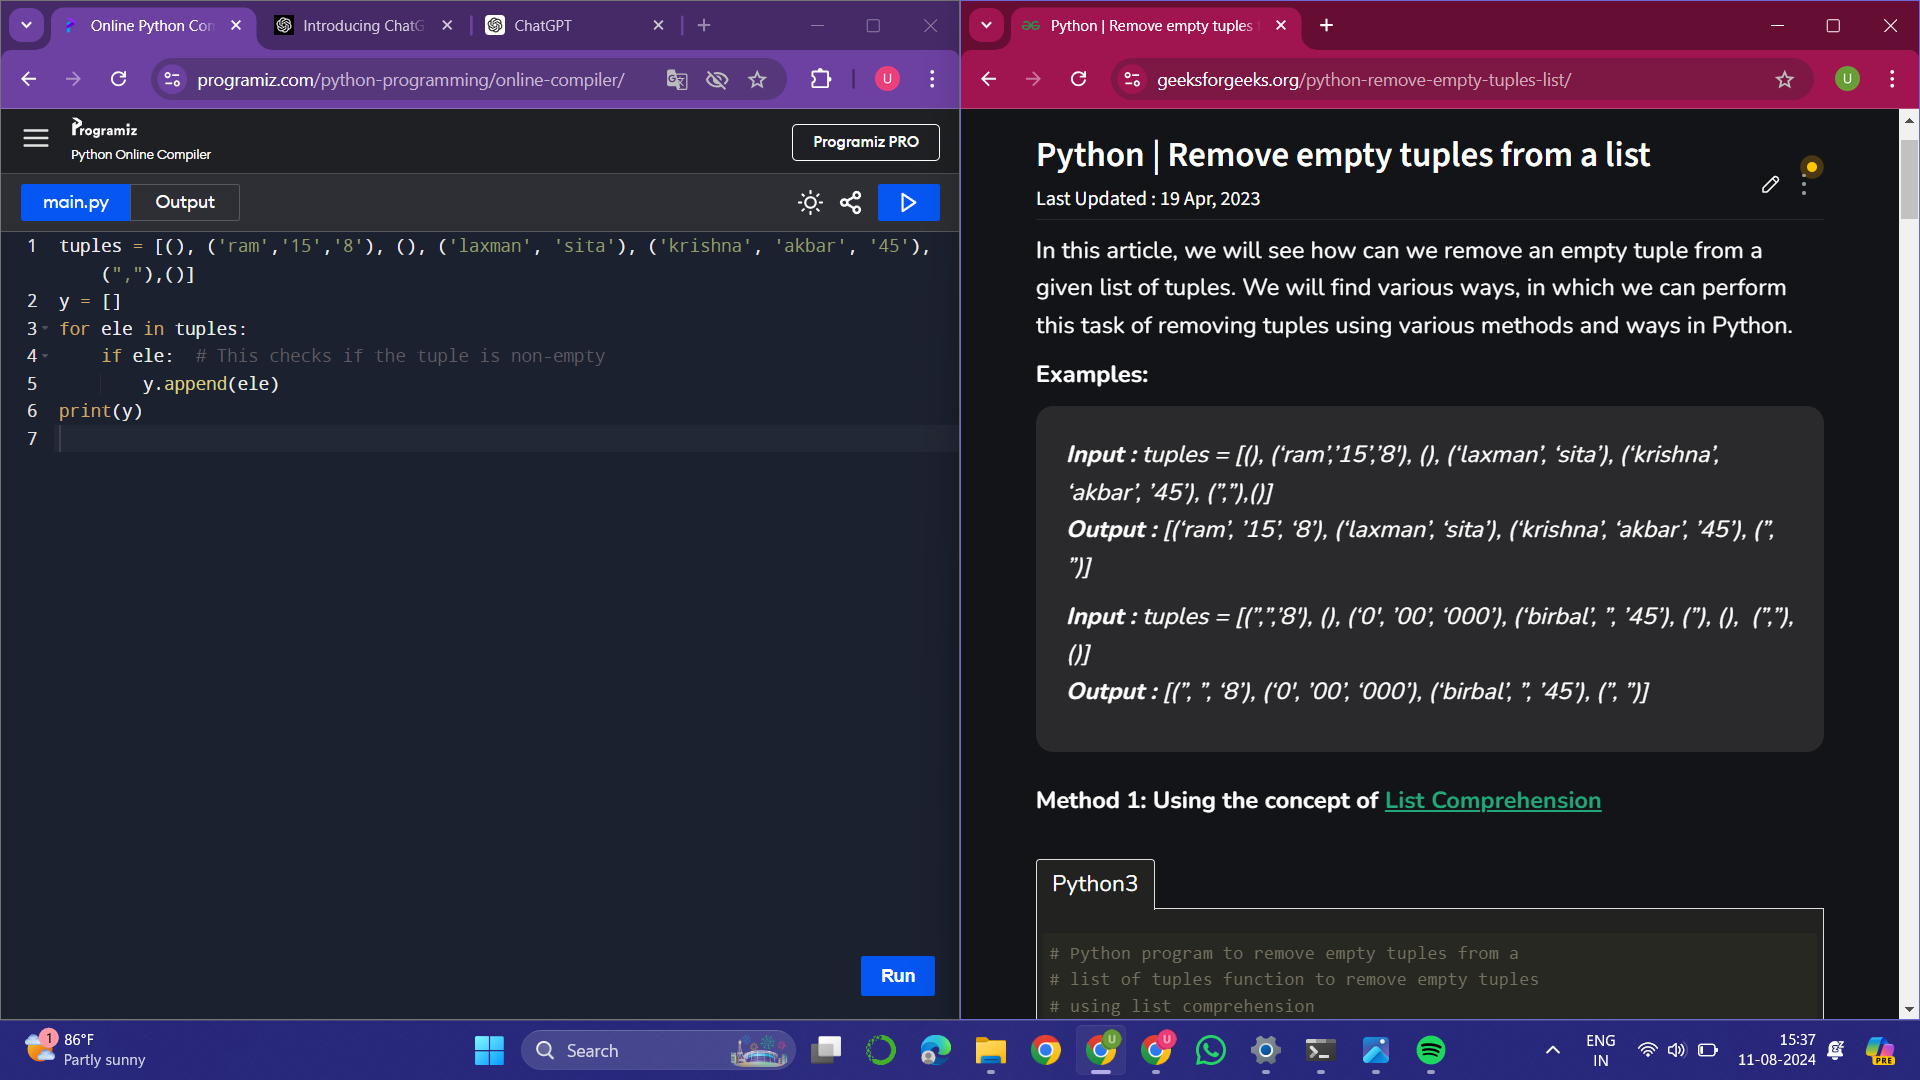 Online Python Com
Introducing ChatG
ChatGPT
programiz.com/python-programming/online-compiler/
U
Programiz
Python Online Compiler
Programiz PRO
main.py
Output
1 tuples = [(), ('ram','15','8'), (), ('laxman', 'sita'), ('krishna', 'akbar', '45'),
(","),()]
2 y = []
3 for ele in tuples:
4 if ele:  # This checks if the tuple is non-empty
5 y.append(ele)
6 print(y)
7
Run
Python | Remove empty tuples
geeksforgeeks.org/python-remove-empty-tuples-list/
U
Python | Remove empty tuples from a list
Last Updated : 19 Apr, 2023
In this article, we will see how can we remove an empty tuple from a
given list of tuples. We will find various ways, in which we can perform
this task of removing tuples using various methods and ways in Python.
Examples:
Input : tuples = [(), (‘ram’,’15’,’8'), (), (‘laxman’, ‘sita’), (‘krishna’,
‘akbar’, ’45’), (”,”),()]
Output : [(‘ram’, ’15’, ‘8’), (‘laxman’, ‘sita’), (‘krishna’, ‘akbar’, ’45’), (”,
”)]
Input : tuples = [(”,”,’8'), (), (‘0', ’00’, ‘000’), (‘birbal’, ”, ’45’), (”), (),  (”,”),
()]
Output : [(”, ”, ‘8’), (‘0', ’00’, ‘000’), (‘birbal’, ”, ’45’), (”, ”)]
Method 1: Using the concept of List Comprehension
Python3
# Python program to remove empty tuples from a
# list of tuples function to remove empty tuples
# using list comprehension
1
86°F
Partly sunny
Search
U
U
ENG
IN
15:37
11-08-2024
PRE